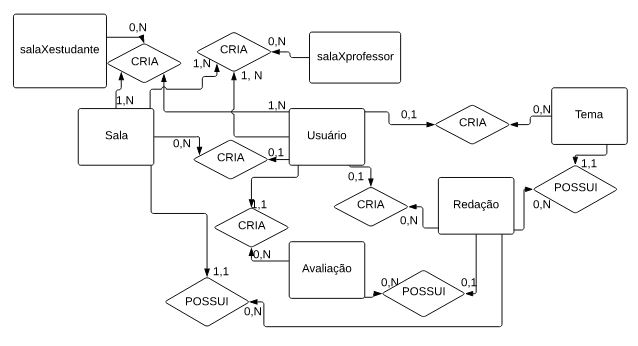 0,N
salaXestudante
CRIA
0,N
CRIA
salaXprofessor
1,N
1, N
1,N
1,N
0,1
0,N
Tema
CRIA
Sala
Usuário
0,N
0,1
CRIA
1,1
0,1
POSSUI
CRIA
Redação
0,N
1,1
0,N
CRIA
0,N
Avaliação
1,1
0,N
0,1
POSSUI
POSSUI
0,N